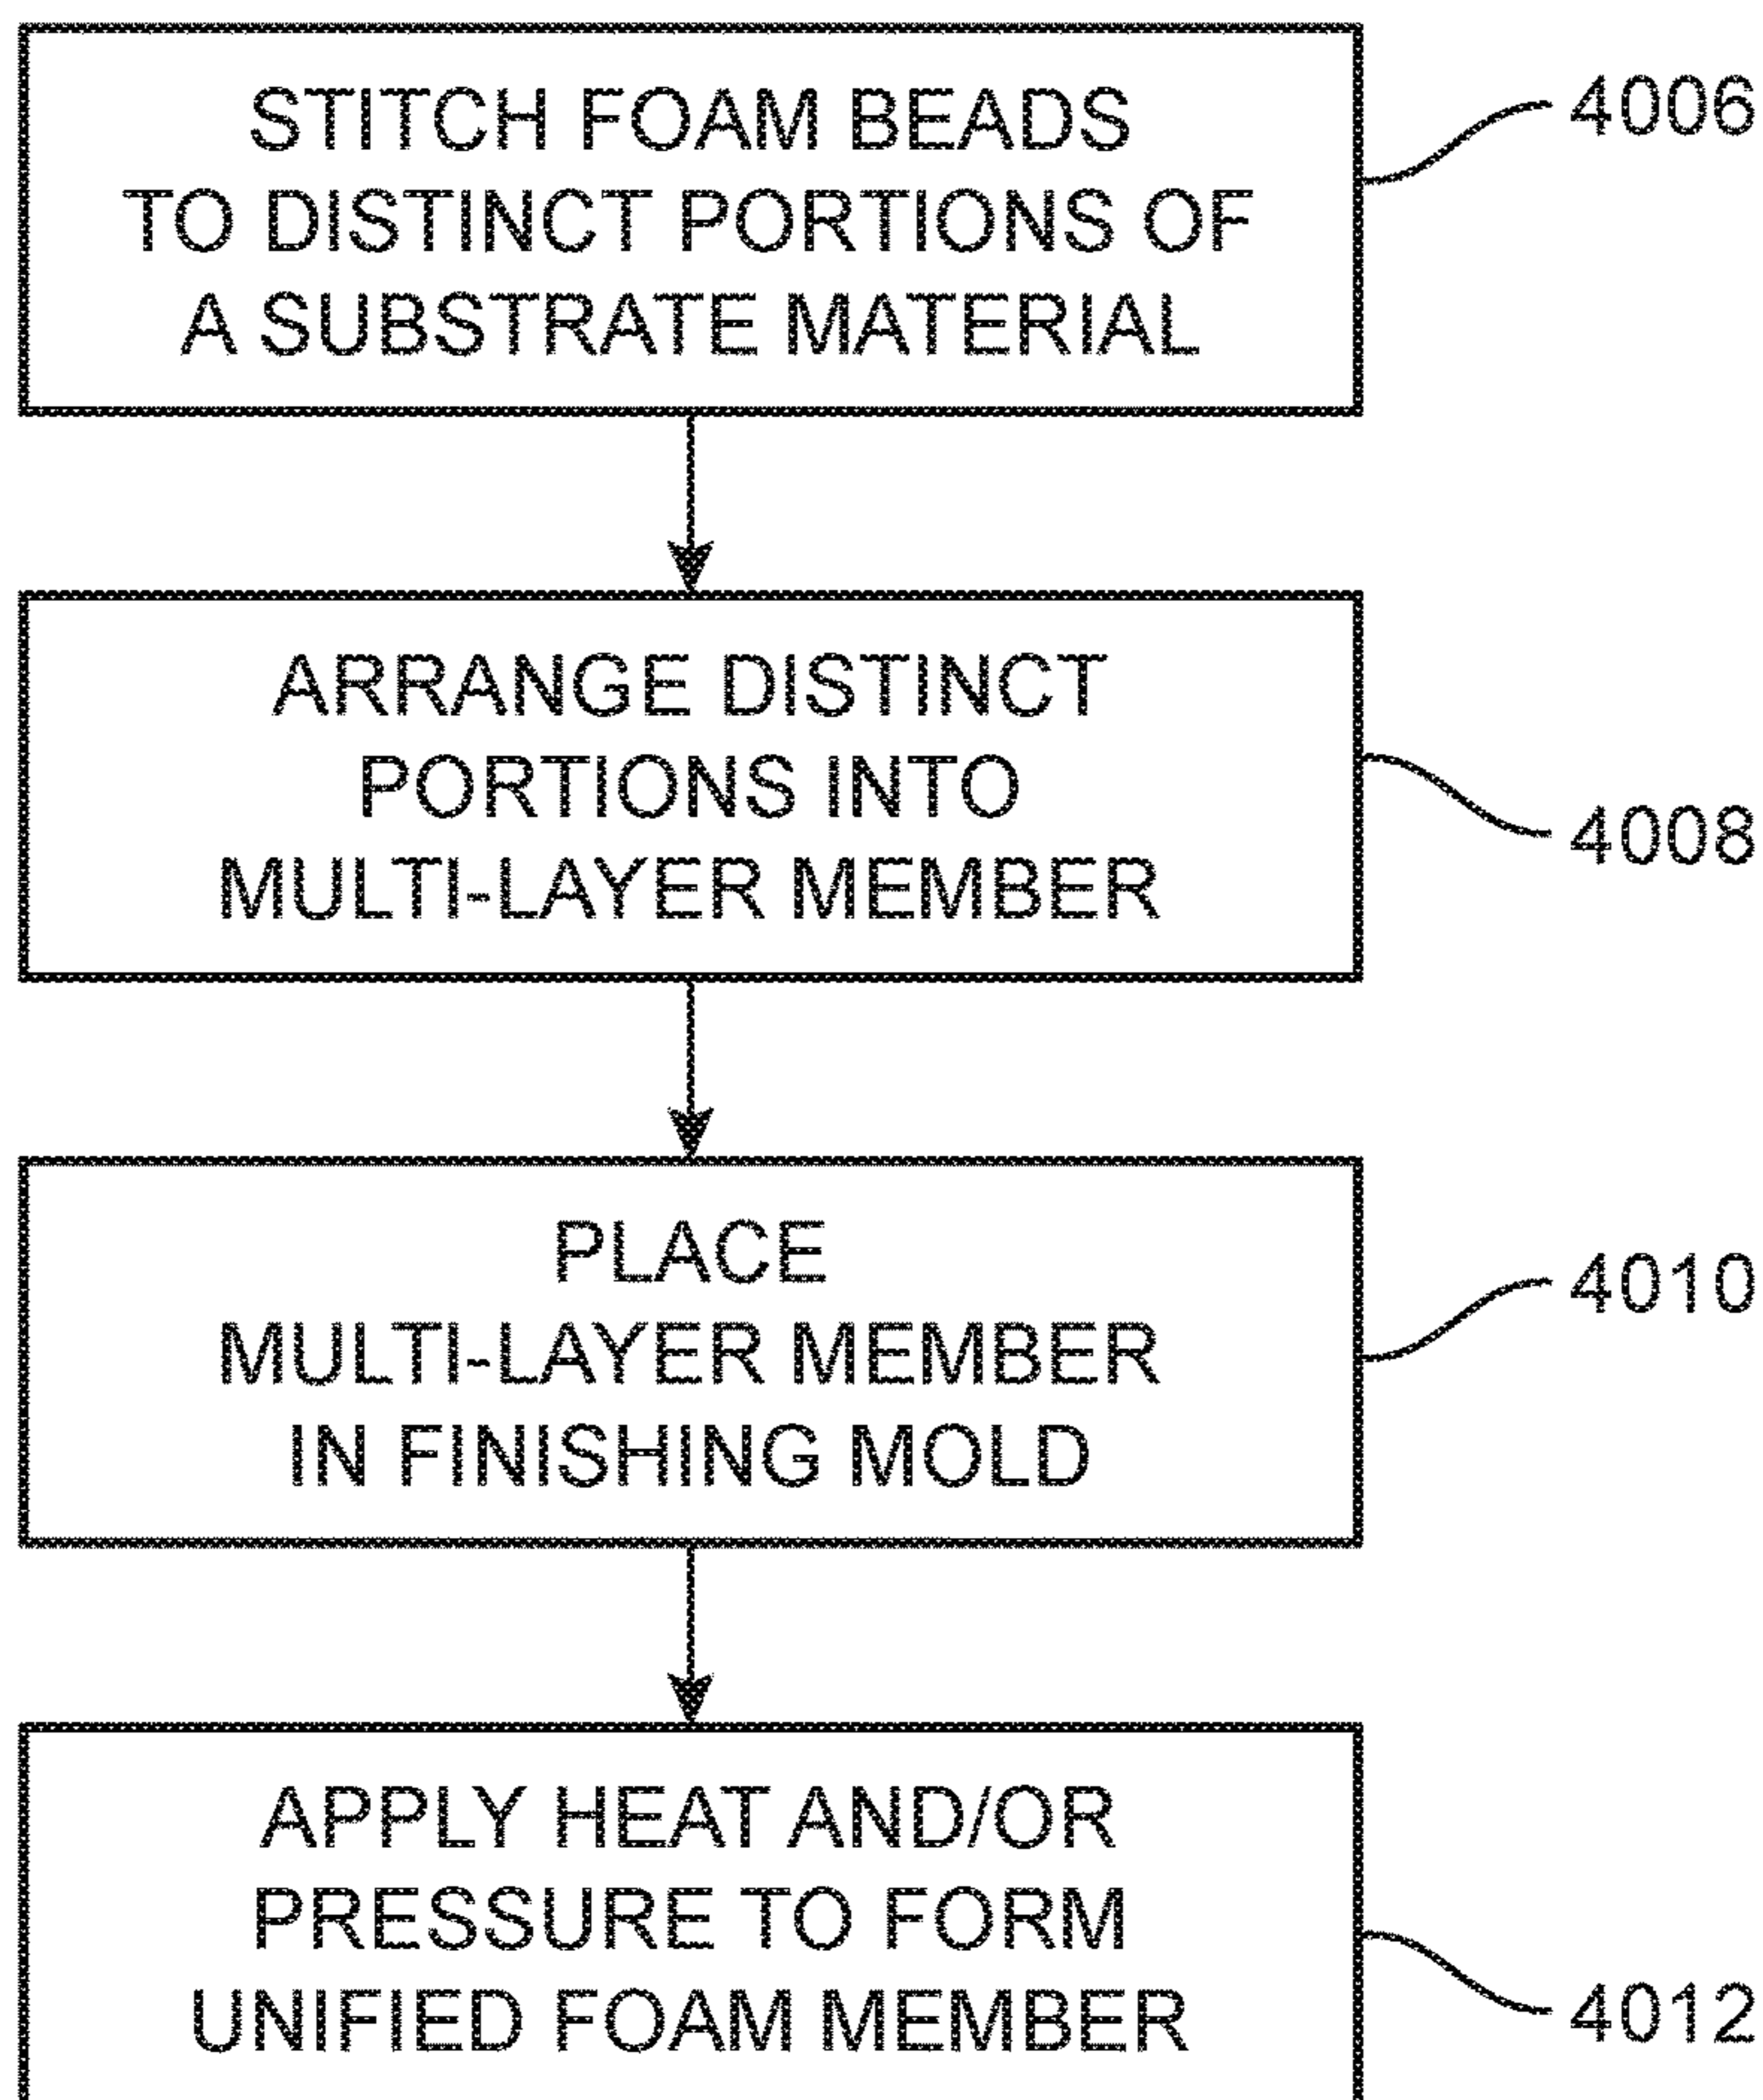 STITCH FOAM BEADS
TO DISTINCT PORTIONS OF
A SUBSTRATE MATERIAL
4006
ARRANGE DISTINCT
PORTIONS INTO
MULTI-LAYER MEMBER
4008
PLACE
MULTI-LAYER MEMBER
IN FINISHING MOLD
4010
APPLY HEAT AND/OR
PRESSURE TO FORM
UNIFIED FOAM MEMBER
4012